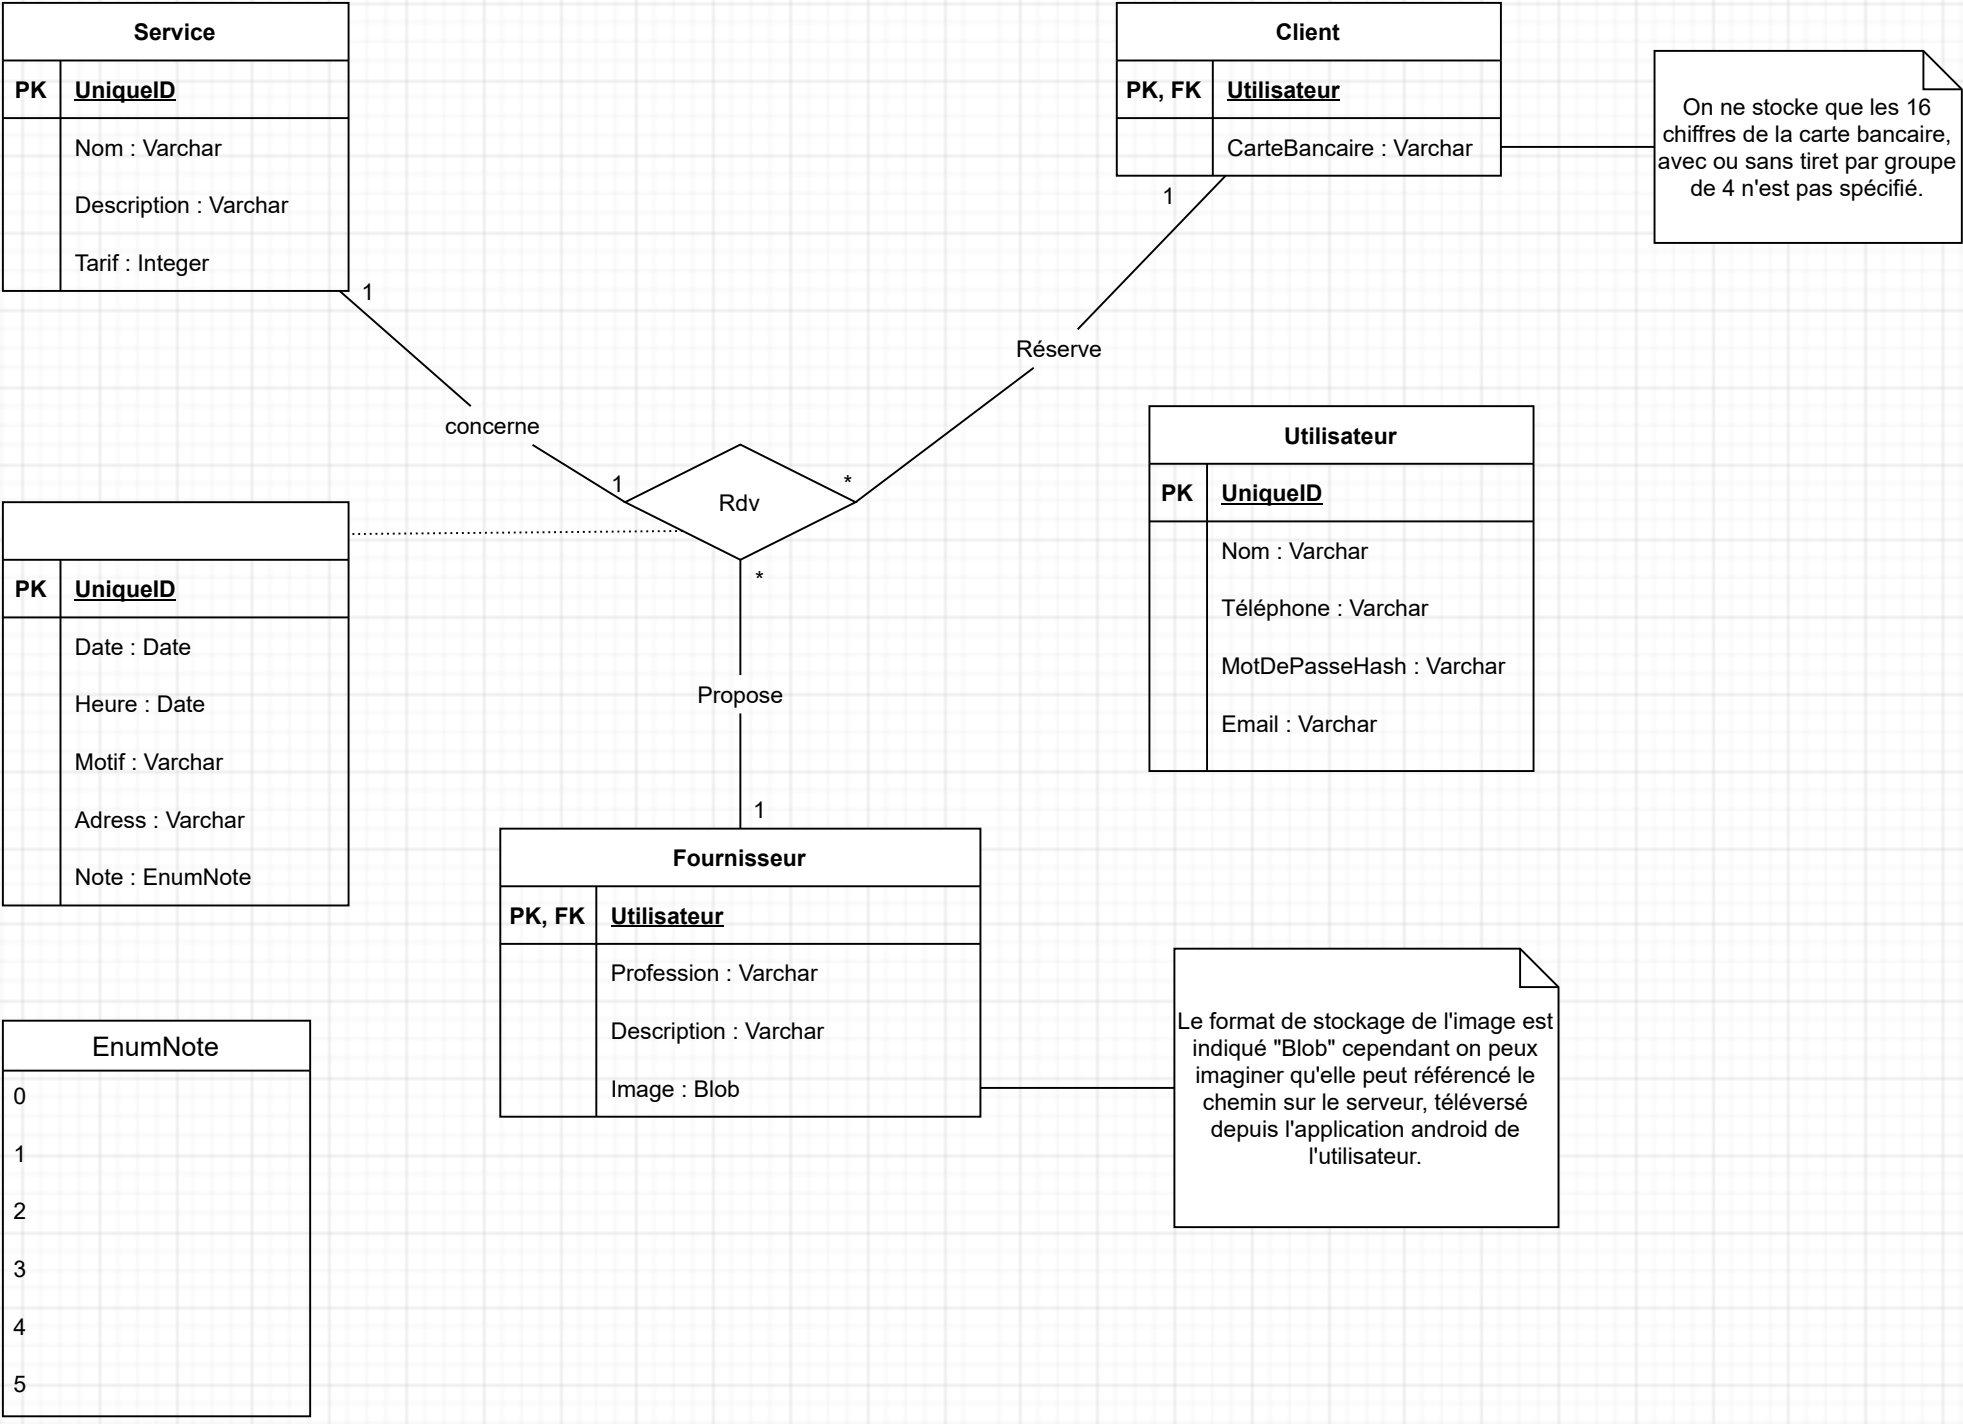 Service
PK UniqueID
Nom : Varchar
Description : Varchar
Tarif : Integer
1
concerne
1
Client
PK, FK Utilisateur
CarteBancaire : Varchar
1
Réserve
*
On ne stocke que les 16
chiffres de la carte bancaire,
avec ou sans tiret par groupe
de 4 n'est pas spécifié.
Rdv
*
Propose
1
Utilisateur
PK UniqueID
Nom : Varchar
Téléphone : Varchar
MotDePasseHash : Varchar
Email : Varchar
PK UniqueID
Date : Date
Heure : Date
Motif : Varchar
Adress : Varchar
Note : EnumNote
Fournisseur
PK, FK Utilisateur
Profession : Varchar
Description : Varchar
Image : Blob
Le format de stockage de l'image est
indiqué "Blob" cependant on peux
imaginer qu'elle peut référencé le
chemin sur le serveur, téléversé
depuis l'application android de
l'utilisateur.
EnumNote
0
1
2
3
4
5